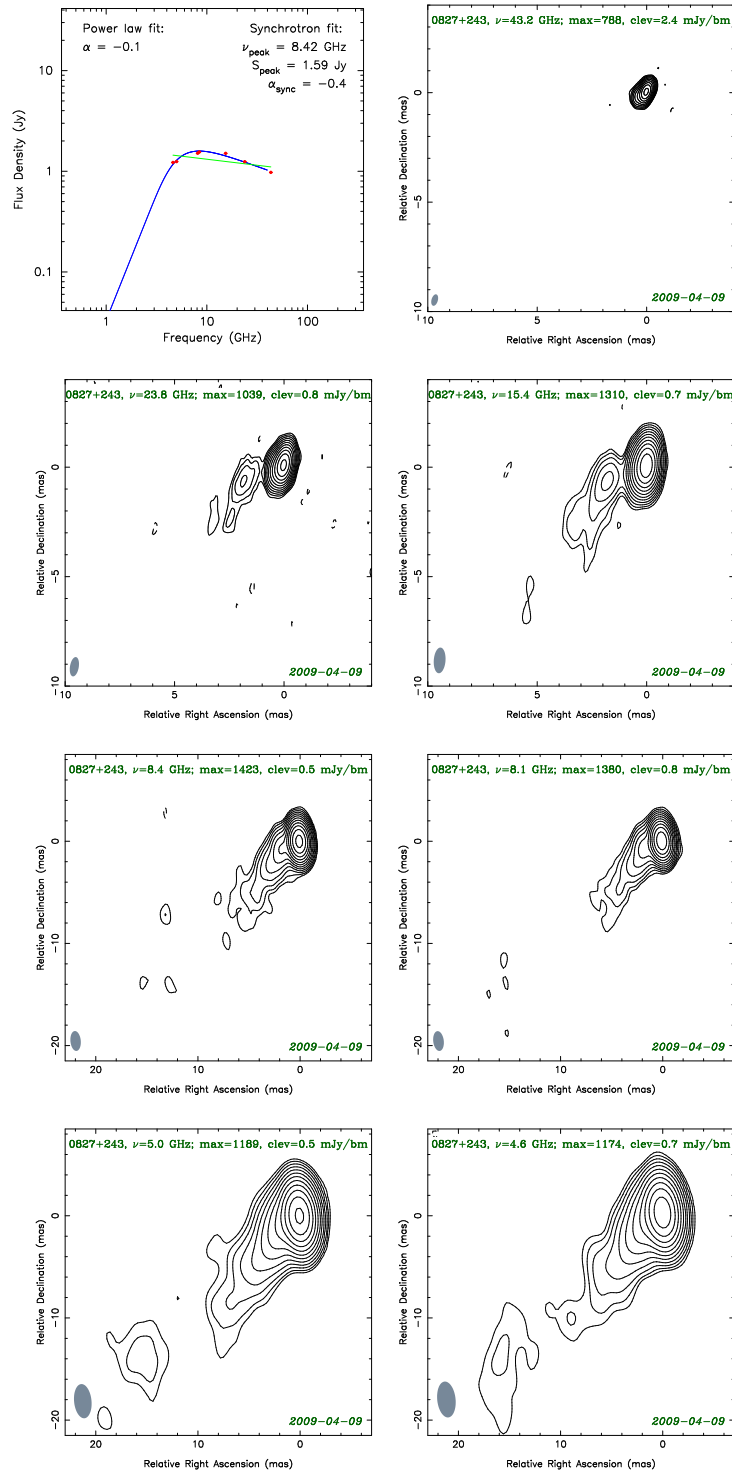 Power law fit: Synchrotron fit:
α = −0.1 ν_peak = 8.42 GHz
S_peak = 1.59 Jy
α_sync = −0.4
Flux Density (Jy)
10
1
0.1
1 10 100
Frequency (GHz)
0827+243, ν=43.2 GHz; max=788, clev=2.4 mJy/bm
Relative Declination (mas)
0
−5
−10
2009-04-09
10 5 0
Relative Right Ascension (mas)
0827+243, ν=23.8 GHz; max=1039, clev=0.8 mJy/bm
Relative Declination (mas)
0
−5
−10
2009-04-09
10 5 0
Relative Right Ascension (mas)
0827+243, ν=15.4 GHz; max=1310, clev=0.7 mJy/bm
Relative Declination (mas)
0
−5
−10
2009-04-09
10 5 0
Relative Right Ascension (mas)
0827+243, ν=8.4 GHz; max=1423, clev=0.5 mJy/bm
Relative Declination (mas)
0
−10
−20
2009-04-09
20 10 0
Relative Right Ascension (mas)
0827+243, ν=8.1 GHz; max=1380, clev=0.8 mJy/bm
Relative Declination (mas)
0
−10
−20
2009-04-09
20 10 0
Relative Right Ascension (mas)
0827+243, ν=5.0 GHz; max=1189, clev=0.5 mJy/bm
Relative Declination (mas)
0
−10
−20
2009-04-09
20 10 0
Relative Right Ascension (mas)
0827+243, ν=4.6 GHz; max=1174, clev=0.7 mJy/bm
Relative Declination (mas)
0
−10
−20
2009-04-09
20 10 0
Relative Right Ascension (mas)